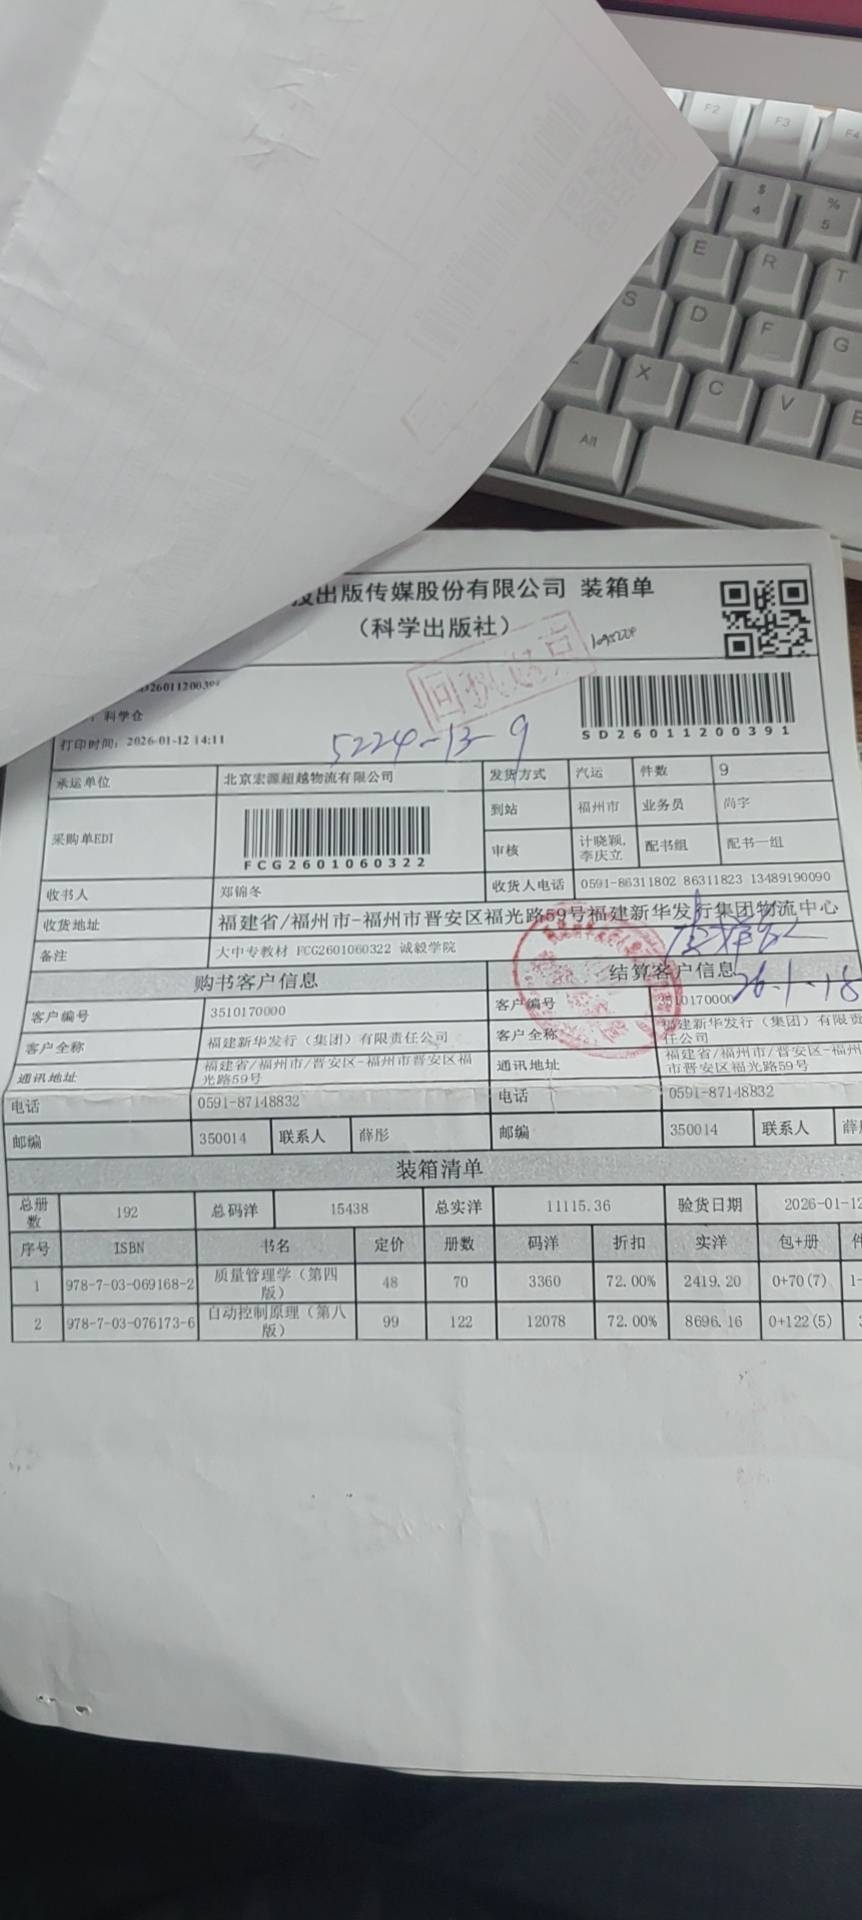 出版传媒股份有限公司 装箱单
（科学出版社）
回执
SD26011200391
科学仓
打印时间: 2026-01-12 14:11
5224-13-9
SD26011200391
承运单位 北京宏源超越物流有限公司 发货方式 汽运 件数 9
采购单EDI FCG2601060322 到站 福州市 业务员 尚宇
审核 计晓颖, 李庆立 配书组 配书一组
收书人 郑锦冬 收货人电话 0591-86311802 86311823 13489190090
收货地址 福建省/福州市-福州市晋安区福光路59号福建新华发行集团物流中心
备注 大中专教材 FCG2601060322 诚毅学院
26.1.18
购书客户信息 结算客户信息
客户编号 3510170000 客户编号 3510170000
客户全称 福建新华发行（集团）有限责任公司 客户全称 福建新华发行（集团）有限责任公司
通讯地址 福建省/福州市/晋安区-福州市晋安区福光路59号 通讯地址 福建省/福州市/晋安区-福州市晋安区福光路59号
电话 0591-87148832 电话 0591-87148832
邮编 350014 联系人 薛彤 邮编 350014 联系人 薛
装箱清单
总册数 192 总码洋 15438 总实洋 11115.36 验货日期 2026-01-12
序号 ISBN 书名 定价 册数 码洋 折扣 实洋 包+册 件
1 978-7-03-069168-2 质量管理学（第四版） 48 70 3360 72.00% 2419.20 0+70(7) 1-
2 978-7-03-076173-6 自动控制原理（第八版） 99 122 12078 72.00% 8696.16 0+122(5)
F2 F3 F4
$ 4 % 5
E R T
S D F G
Z X C V B
Alt